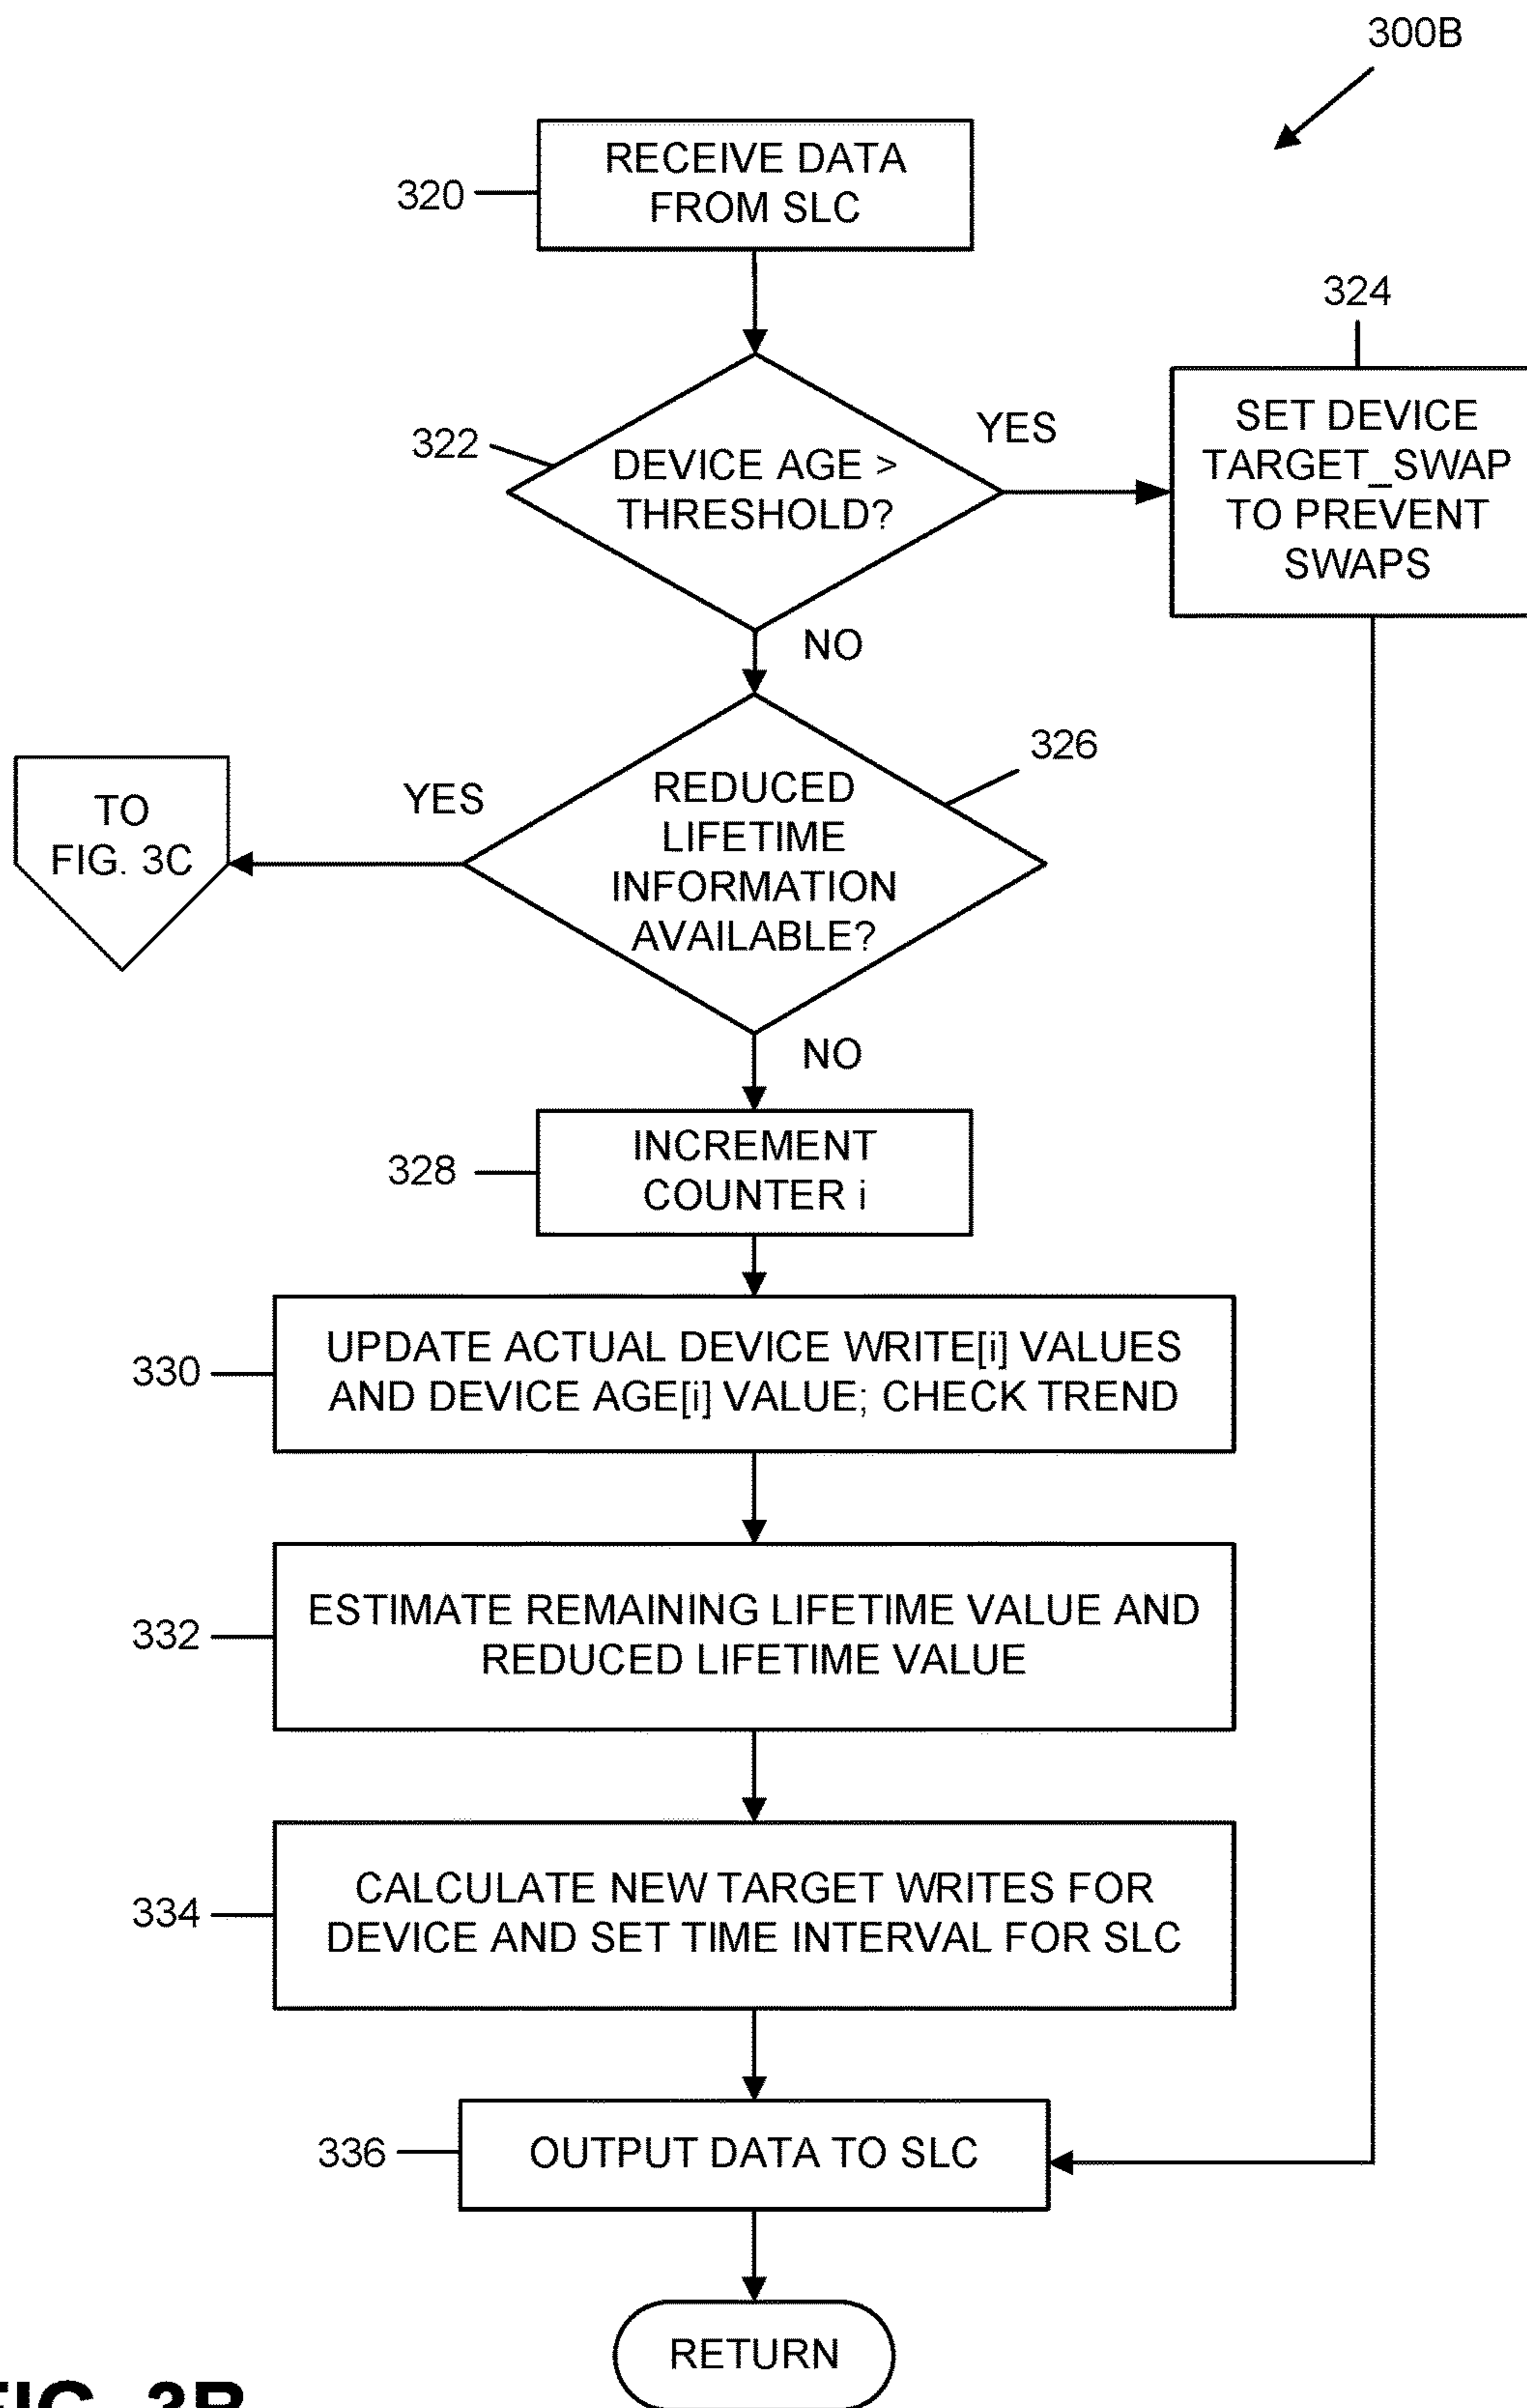 300B
RECEIVE DATA
FROM SLC
320
324
SET DEVICE
TARGET_SWAP
TO PREVENT
SWAPS
YES
322
DEVICE AGE >
THRESHOLD?
NO
326
YES
TO
FIG. 3C
REDUCED
LIFETIME
INFORMATION
AVAILABLE?
NO
328
INCREMENT
COUNTER i
330
UPDATE ACTUAL DEVICE WRITE[i] VALUES
AND DEVICE AGE[i] VALUE; CHECK TREND
332
ESTIMATE REMAINING LIFETIME VALUE AND
REDUCED LIFETIME VALUE
334
CALCULATE NEW TARGET WRITES FOR
DEVICE AND SET TIME INTERVAL FOR SLC
336
OUTPUT DATA TO SLC
RETURN
FIG. 3B